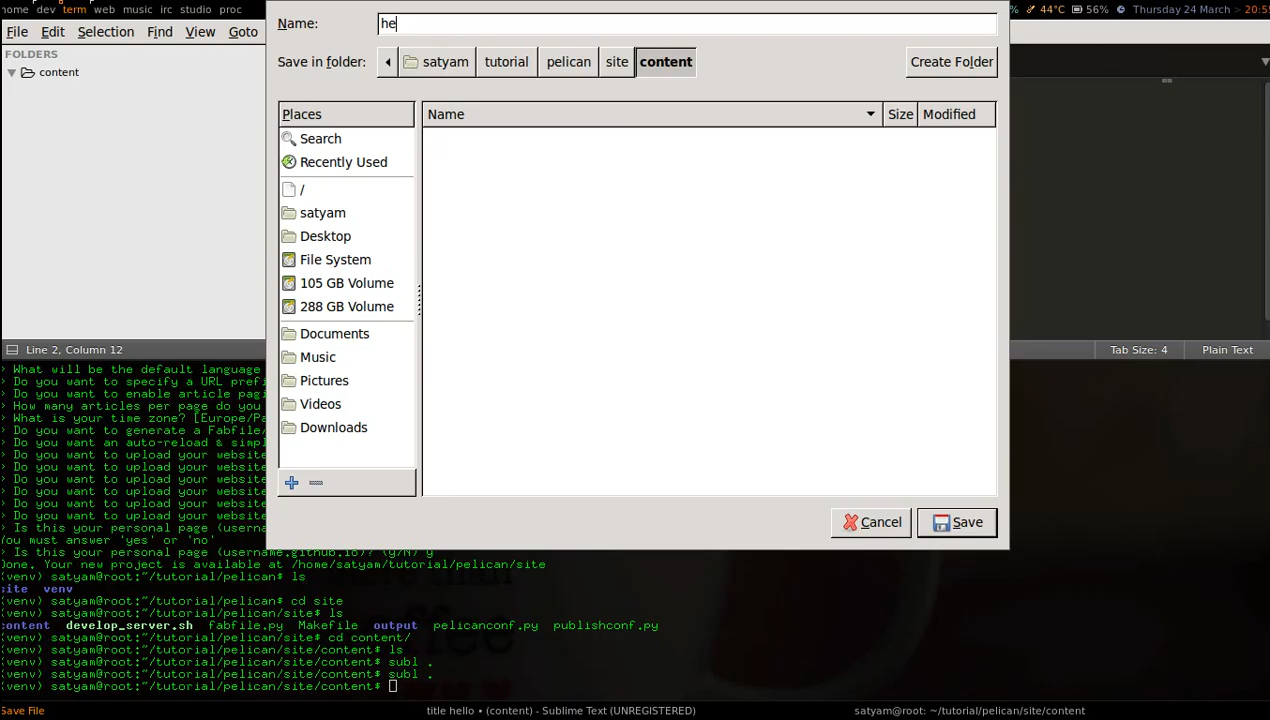 home dev term web music irc studio proc
% 44°C 56% Thursday 24 March > 20:5
File Edit Selection Find View Goto
FOLDERS
content
Name: he
Save in folder: satyam tutorial pelican site content Create Folder
Places
Search
Recently Used
/
satyam
Desktop
File System
105 GB Volume
288 GB Volume
Documents
Music
Pictures
Videos
Downloads
Name Size Modified
Cancel Save
Line 2, Column 12 Tab Size: 4 Plain Text
> What will be the default language
> Do you want to specify a URL prefi
> Do you want to enable article pagi
> How many articles per page do you
> What is your time zone? [Europe/Pa
> Do you want to generate a Fabfile/
> Do you want an auto-reload & simpl
> Do you want to upload your website
> Do you want to upload your website
> Do you want to upload your website
> Do you want to upload your website
> Do you want to upload your website
> Is this your personal page (userna
You must answer 'yes' or 'no'
> Is this your personal page (username.github.io)? (y/N) y
Done. Your new project is available at /home/satyam/tutorial/pelican/site
(venv) satyam@root:~/tutorial/pelican$ ls
site venv
(venv) satyam@root:~/tutorial/pelican$ cd site
(venv) satyam@root:~/tutorial/pelican/site$ ls
content develop_server.sh fabfile.py Makefile output pelicanconf.py publishconf.py
(venv) satyam@root:~/tutorial/pelican/site$ cd content/
(venv) satyam@root:~/tutorial/pelican/site/content$ ls
(venv) satyam@root:~/tutorial/pelican/site/content$ subl .
(venv) satyam@root:~/tutorial/pelican/site/content$ subl .
(venv) satyam@root:~/tutorial/pelican/site/content$
Save File title hello • (content) - Sublime Text (UNREGISTERED) satyam@root: ~/tutorial/pelican/site/content